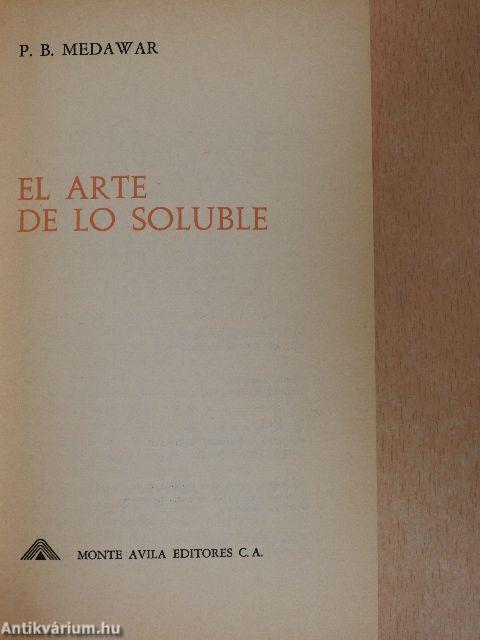 P. B. MEDAWAR
EL ARTE
DE LO SOLUBLE
MONTE AVILA EDITORES C. A.
Antikvárium.hu